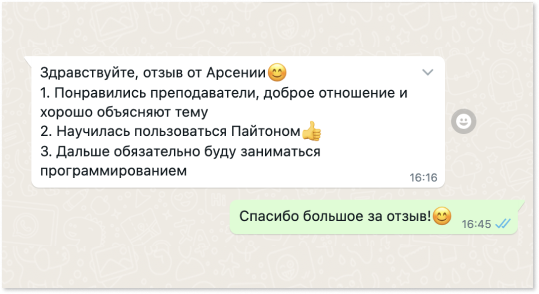 Здравствуйте, отзыв от Арсении😊
1. Понравились преподаватели, доброе отношение и
хорошо объясняют тему
2. Научилась пользоваться Пайтоном👍
3. Дальше обязательно буду заниматься
программированием
16:16
Спасибо большое за отзыв!😊
16:45